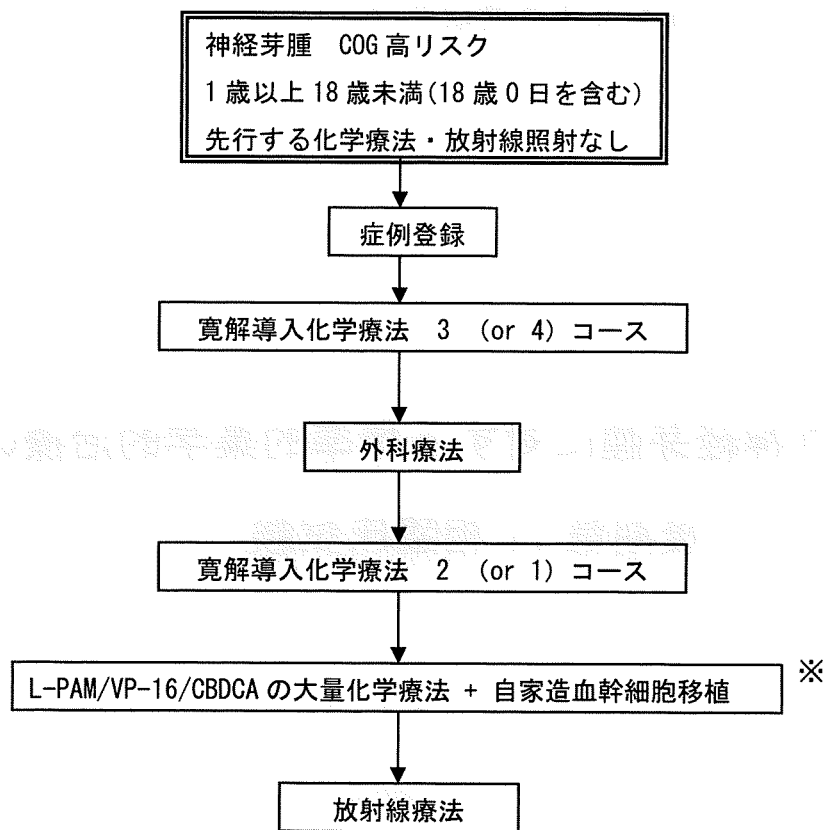 神経芽腫　COG 高リスク
1 歳以上 18 歳未満(18 歳 0 日を含む)
先行する化学療法・放射線照射なし
症例登録
寛解導入化学療法　3　(or 4) コース
外科療法
寛解導入化学療法　2　(or 1) コース
L-PAM/VP-16/CBDCA の大量化学療法 + 自家造血幹細胞移植
※
放射線療法